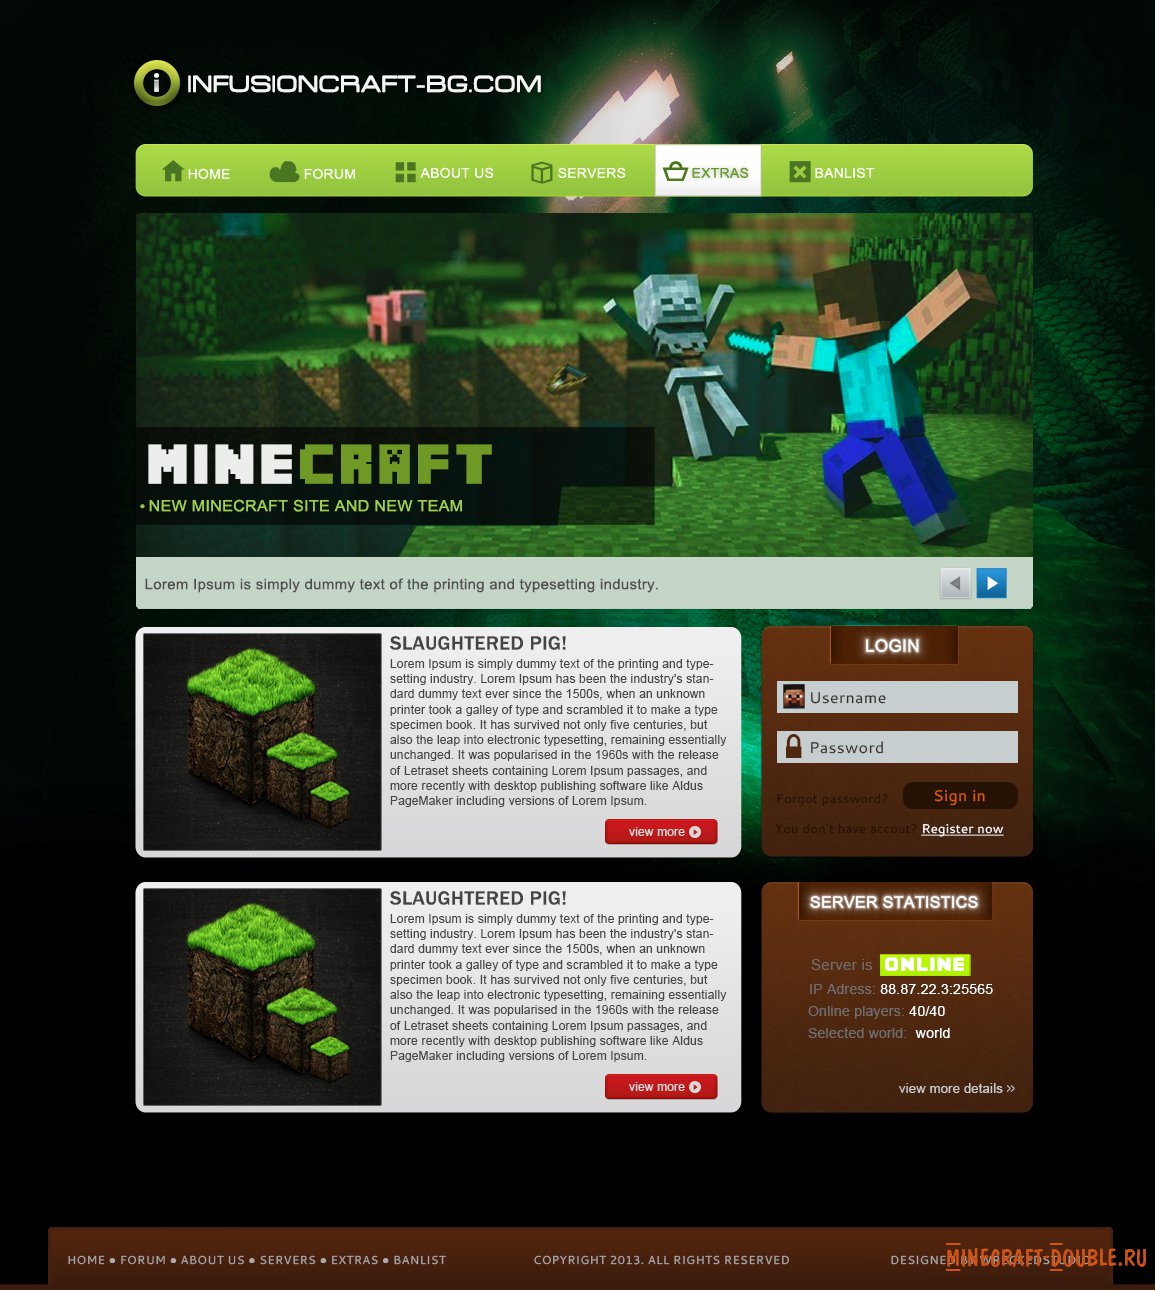 INFUSIONCRAFT-BG.COM
HOME FORUM ABOUT US SERVERS EXTRAS BANLIST
MINECRAFT
• NEW MINECRAFT SITE AND NEW TEAM
Lorem Ipsum is simply dummy text of the printing and typesetting industry.
SLAUGHTERED PIG!
Lorem Ipsum is simply dummy text of the printing and type-
setting industry. Lorem Ipsum has been the industry's stan-
dard dummy text ever since the 1500s, when an unknown
printer took a galley of type and scrambled it to make a type
specimen book. It has survived not only five centuries, but
also the leap into electronic typesetting, remaining essentially
unchanged. It was popularised in the 1960s with the release
of Letraset sheets containing Lorem Ipsum passages, and
more recently with desktop publishing software like Aldus
PageMaker including versions of Lorem Ipsum.
view more
LOGIN
Username
Password
Forgot password? Sign in
You don't have accout? Register now
SLAUGHTERED PIG!
Lorem Ipsum is simply dummy text of the printing and type-
setting industry. Lorem Ipsum has been the industry's stan-
dard dummy text ever since the 1500s, when an unknown
printer took a galley of type and scrambled it to make a type
specimen book. It has survived not only five centuries, but
also the leap into electronic typesetting, remaining essentially
unchanged. It was popularised in the 1960s with the release
of Letraset sheets containing Lorem Ipsum passages, and
more recently with desktop publishing software like Aldus
PageMaker including versions of Lorem Ipsum.
view more
SERVER STATISTICS
Server is ONLINE
IP Adress: 88.87.22.3:25565
Online players: 40/40
Selected world: world
view more details »
HOME ● FORUM ● ABOUT US ● SERVERS ● EXTRAS ● BANLIST
COPYRIGHT 2013. ALL RIGHTS RESERVED
DESIGNED BY WRECKEDSTUDIO
MINECRAFT-DOUBLE.RU